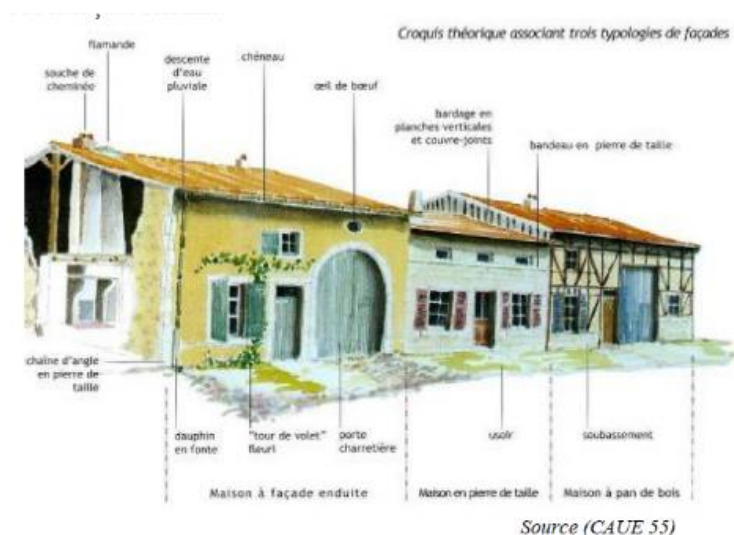 Croquis théorique associant trois typologies de façades
flamande
souche de
cheminée
descente
d'eau
pluviale
chéneau
œil de bœuf
bardage en
planches verticales
et couvre-joints
bandeau en pierre de taille
chaîne d'angle
en pierre de
taille
dauphin
en fonte
"tour de volet"
fleuri
porte
charretière
usoir
soubassement
Maison à façade enduite
Maison en pierre de taille
Maison à pan de bois
Source (CAUE 55)